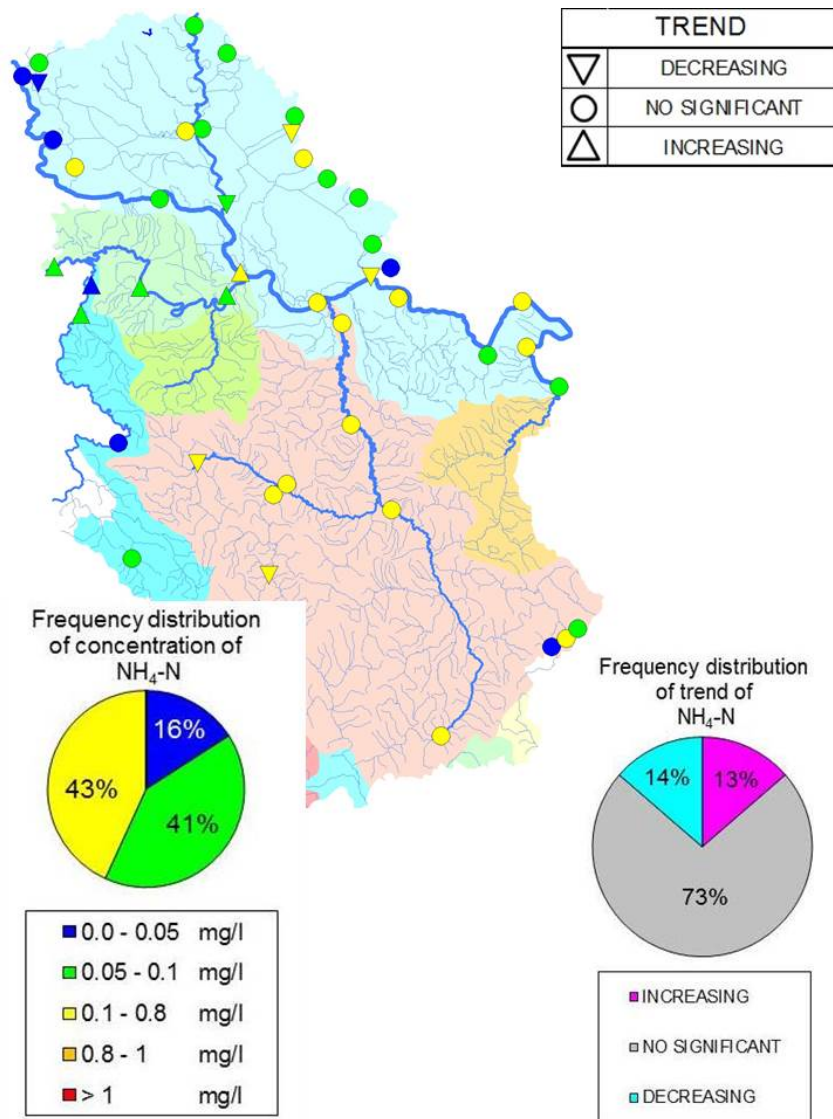 TREND
DECREASING
NO SIGNIFICANT
INCREASING
Frequency distribution
of concentration of
NH₄-N
16%
43%
41%
0.0 - 0.05 mg/l
0.05 - 0.1 mg/l
0.1 - 0.8 mg/l
0.8 - 1 mg/l
> 1 mg/l
Frequency distribution
of trend of
NH₄-N
14%
13%
73%
INCREASING
NO SIGNIFICANT
DECREASING